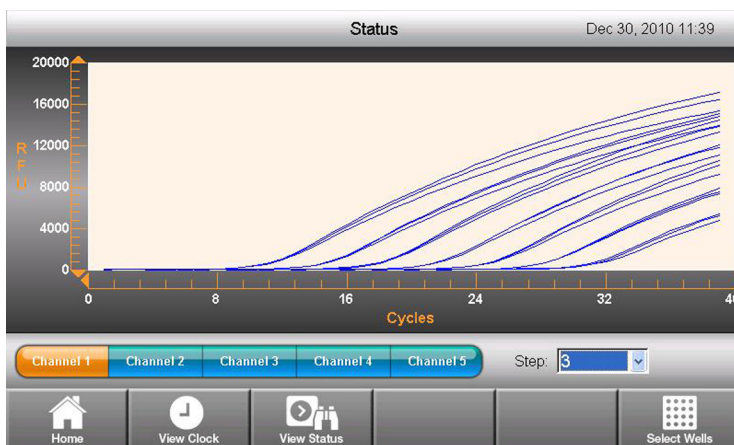 Status
Dec 30, 2010 11:39
20000
16000
12000
8000
4000
0
RFU
0 8 16 24 32 40
Cycles
Channel 1 Channel 2 Channel 3 Channel 4 Channel 5
Step: 3
Home View Clock View Status Select Wells